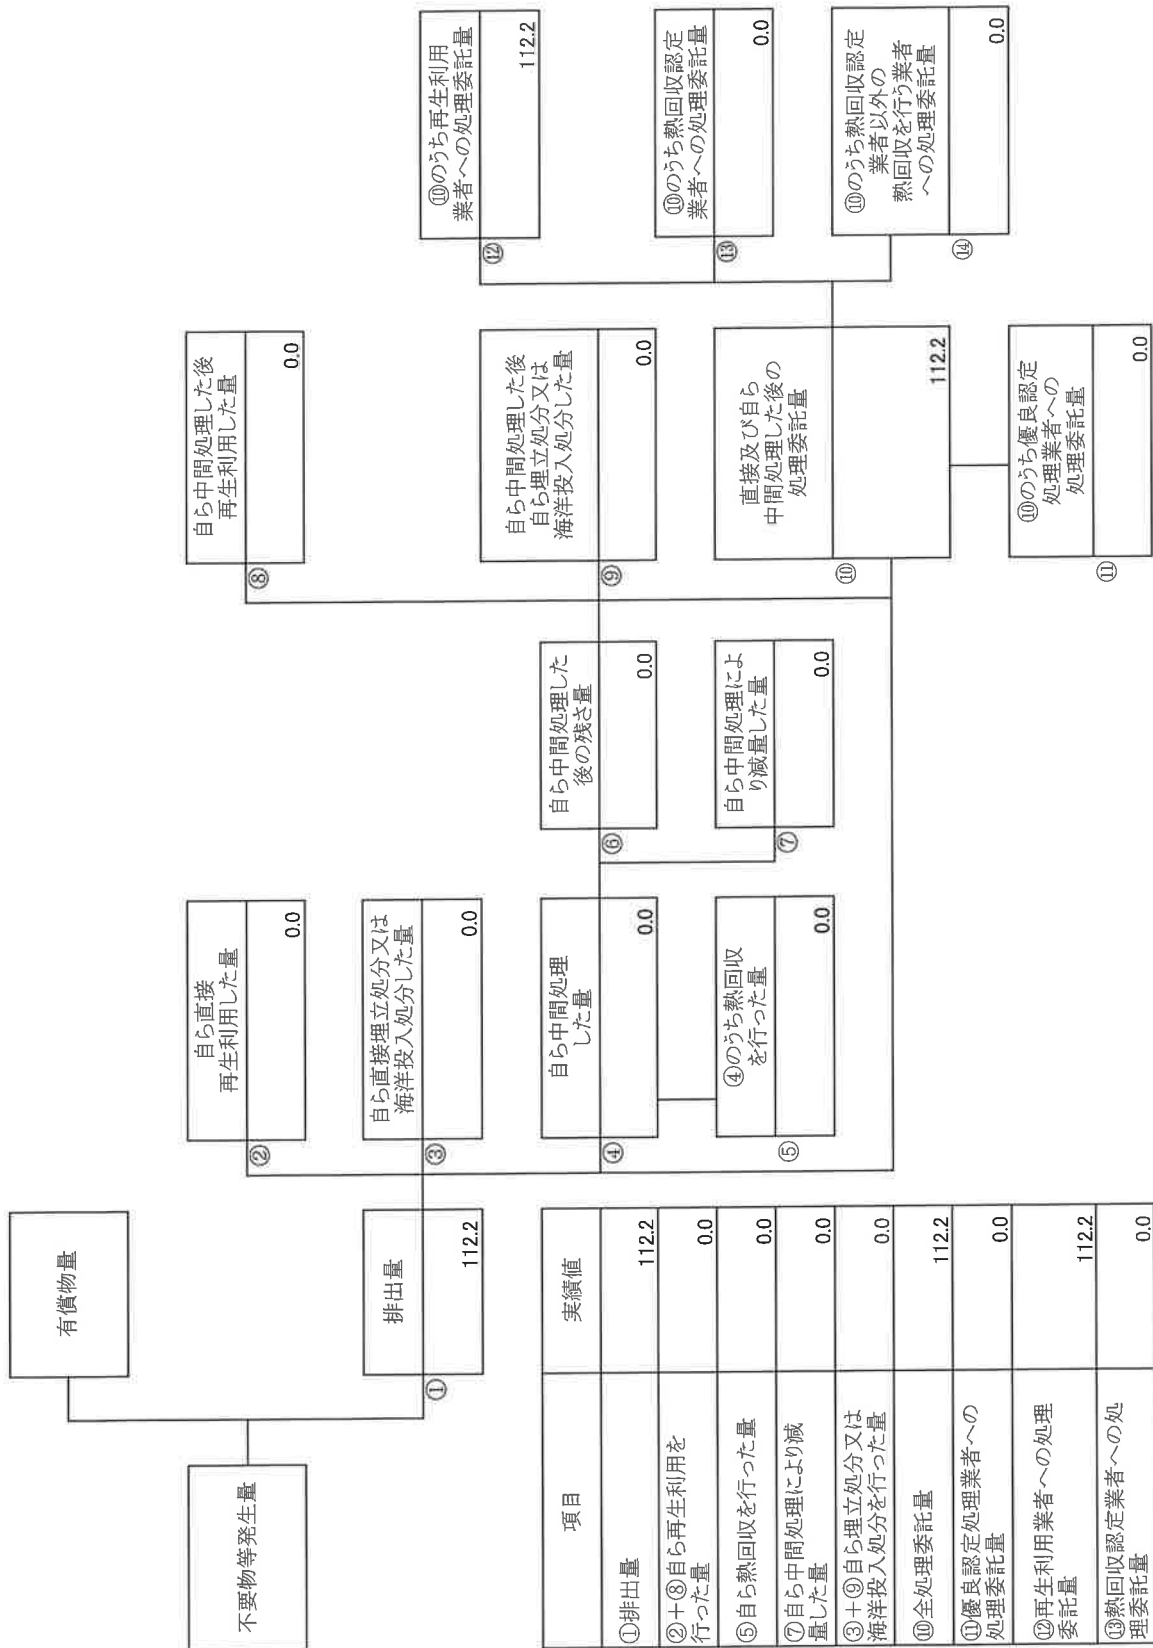 不要物等発生量
有償物量
排出量
①
112.2
自ら直接
再生利用した量
②
0.0
自ら直接埋立処分又は
海洋投入処分した量
③
0.0
自ら中間処理
した量
④
0.0
④のうち熱回収
を行った量
⑤
0.0
自ら中間処理した
後の残さ量
⑥
0.0
自ら中間処理によ
り減量した量
⑦
0.0
自ら中間処理した後
再生利用した量
⑧
0.0
自ら中間処理した後
自ら埋立処分又は
海洋投入処分した量
⑨
0.0
直接及び自ら
中間処理した後の
処理委託量
⑩
112.2
⑩のうち優良認定
処理業者への
処理委託量
⑪
0.0
⑩のうち再生利用
業者への処理委託量
⑫
112.2
⑩のうち熱回収認定
業者への処理委託量
⑬
0.0
⑩のうち熱回収認定
業者以外の
熱回収を行う業者
への処理委託量
⑭
0.0
項目
実績値
①排出量
112.2
②+⑧自ら再生利用を
行った量
0.0
⑤自ら熱回収を行った量
0.0
⑦自ら中間処理により減
量した量
0.0
③+⑨自ら埋立処分又は
海洋投入処分を行った量
0.0
⑩全処理委託量
112.2
⑪優良認定処理業者への
処理委託量
0.0
⑫再生利用業者への処理
委託量
112.2
⑬熱回収認定業者への処
理委託量
0.0